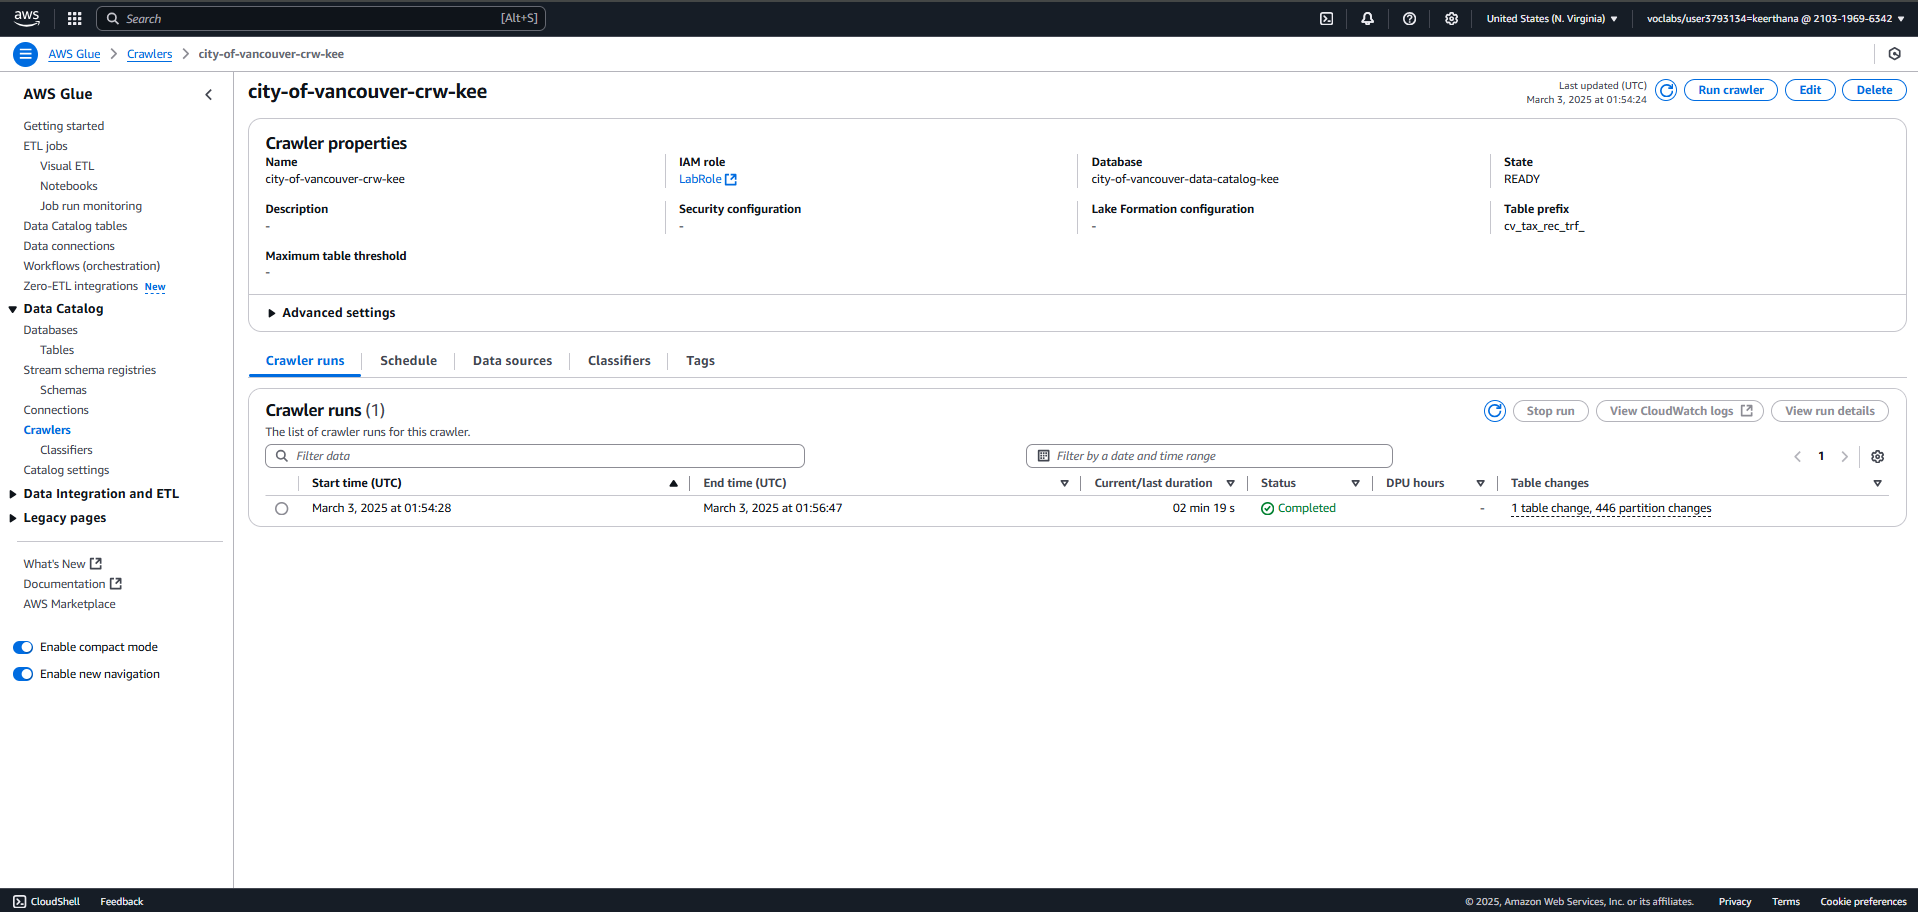 aws Search [Alt+S] United States (N. Virginia) voclabs/user3793134=keerthana @ 2103-1969-6342
AWS Glue Crawlers city-of-vancouver-crw-kee
AWS Glue
Getting started
ETL jobs
Visual ETL
Notebooks
Job run monitoring
Data Catalog tables
Data connections
Workflows (orchestration)
Zero-ETL integrations New
Data Catalog
Databases
Tables
Stream schema registries
Schemas
Connections
Crawlers
Classifiers
Catalog settings
Data Integration and ETL
Legacy pages
What's New
Documentation
AWS Marketplace
Enable compact mode
Enable new navigation
city-of-vancouver-crw-kee
Last updated (UTC)
March 3, 2025 at 01:54:24
Run crawler Edit Delete
Crawler properties
Name IAM role Database State
city-of-vancouver-crw-kee LabRole city-of-vancouver-data-catalog-kee READY
Description Security configuration Lake Formation configuration Table prefix
- - - cv_tax_rec_trf_
Maximum table threshold
-
Advanced settings
Crawler runs Schedule Data sources Classifiers Tags
Crawler runs (1) Stop run View CloudWatch logs View run details
The list of crawler runs for this crawler.
Filter data Filter by a date and time range 1
Start time (UTC) End time (UTC) Current/last duration Status DPU hours Table changes
March 3, 2025 at 01:54:28 March 3, 2025 at 01:56:47 02 min 19 s Completed - 1 table change, 446 partition changes
CloudShell Feedback © 2025, Amazon Web Services, Inc. or its affiliates. Privacy Terms Cookie preferences